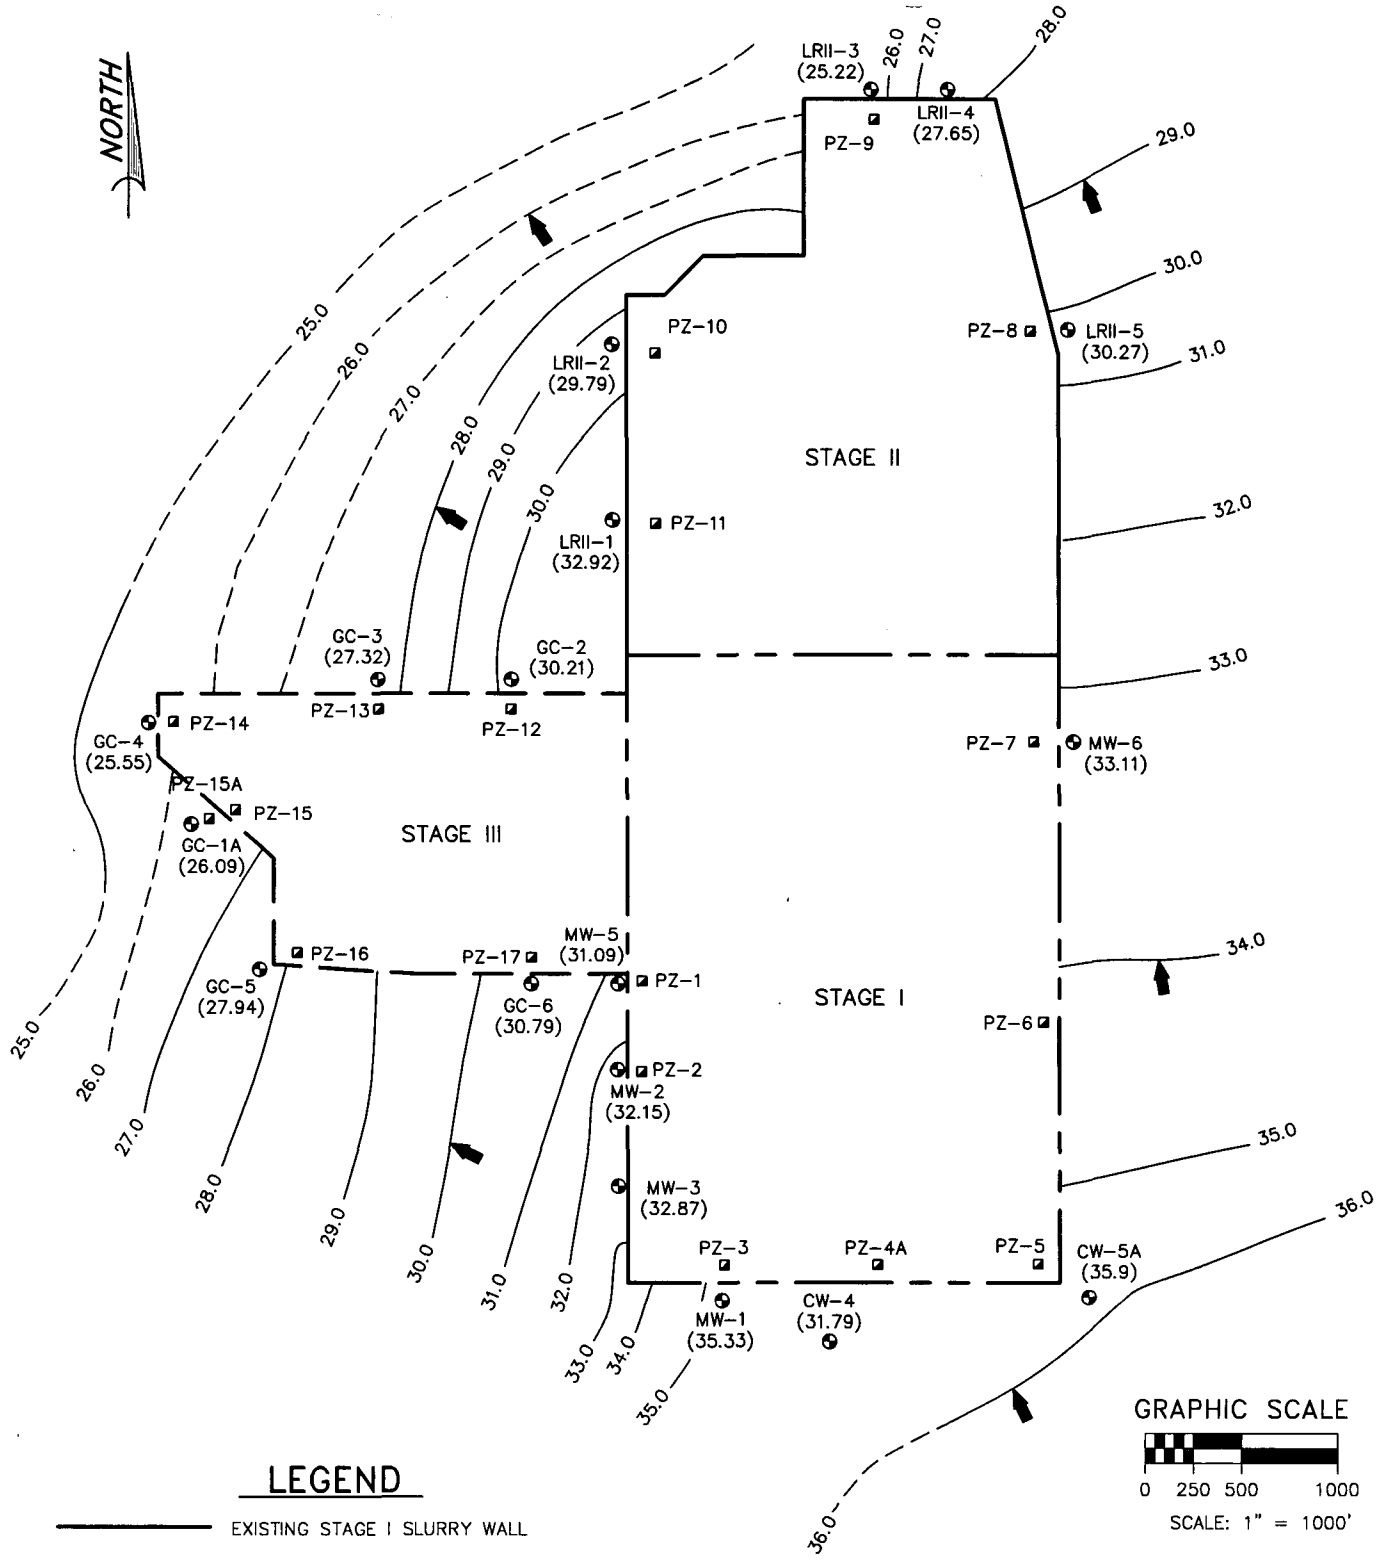 NORTH
LRII-3
(25.22)
26.0
27.0
28.0
LRII-4
(27.65)
PZ-9
29.0
25.0
26.0
27.0
28.0
29.0
30.0
30.0
PZ-10
LRII-2
(29.79)
PZ-8
LRII-5
(30.27)
31.0
STAGE II
LRII-1
(32.92)
PZ-11
32.0
GC-3
(27.32)
GC-2
(30.21)
33.0
PZ-14
PZ-13
PZ-12
GC-4
(25.55)
PZ-7
MW-6
(33.11)
PZ-15A
PZ-15
GC-1A
(26.09)
STAGE III
PZ-16
PZ-17
MW-5
(31.09)
34.0
GC-5
(27.94)
GC-6
(30.79)
PZ-1
STAGE I
PZ-6
25.0
26.0
27.0
28.0
29.0
30.0
31.0
32.0
33.0
34.0
35.0
PZ-2
MW-2
(32.15)
35.0
MW-3
(32.87)
36.0
PZ-3
PZ-4A
PZ-5
CW-5A
(35.9)
MW-1
(35.33)
CW-4
(31.79)
36.0
GRAPHIC SCALE
0 250 500 1000
SCALE: 1" = 1000'
LEGEND
EXISTING STAGE I SLURRY WALL